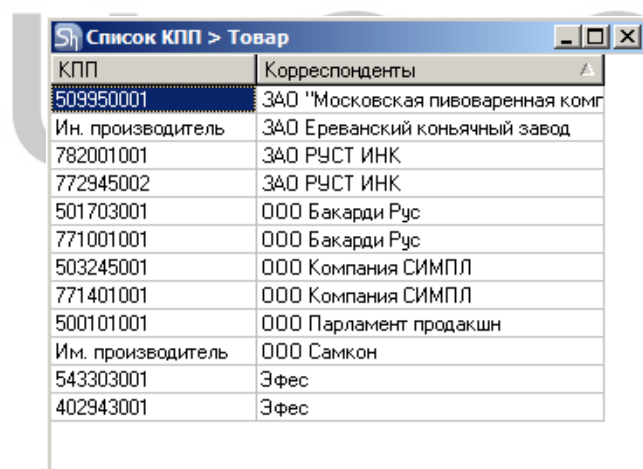 Sh Список КПП > Товар
КПП Корреспонденты
509950001 ЗАО "Московская пивоваренная комп
Ин. производитель ЗАО Ереванский коньячный завод
782001001 ЗАО РУСТ ИНК
772945002 ЗАО РУСТ ИНК
501703001 ООО Бакарди Рус
771001001 ООО Бакарди Рус
503245001 ООО Компания СИМПЛ
771401001 ООО Компания СИМПЛ
500101001 ООО Парламент продакшн
Им. производитель ООО Самкон
543303001 Эфес
402943001 Эфес